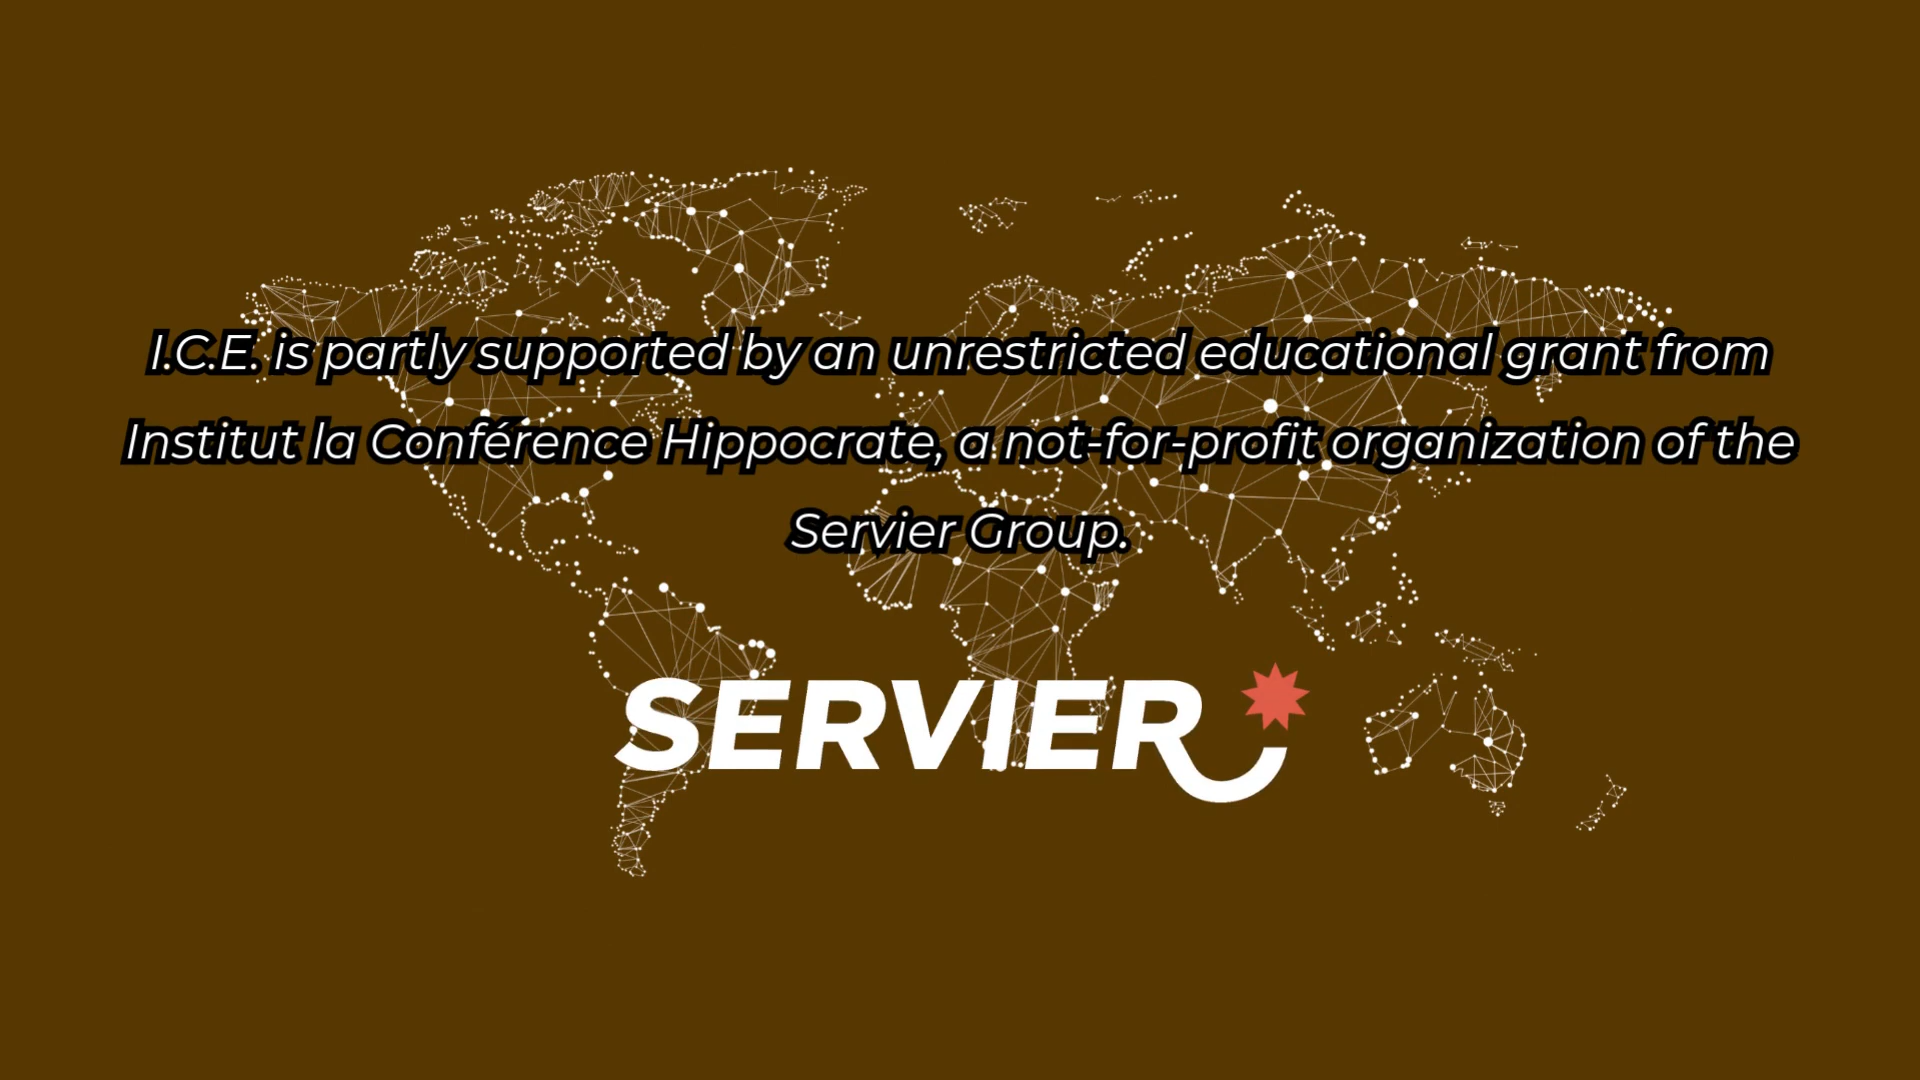 I.C.E. is partly supported by an unrestricted educational grant from
Institut la Conférence Hippocrate, a not-for-profit organization of the
Servier Group.
SERVIER